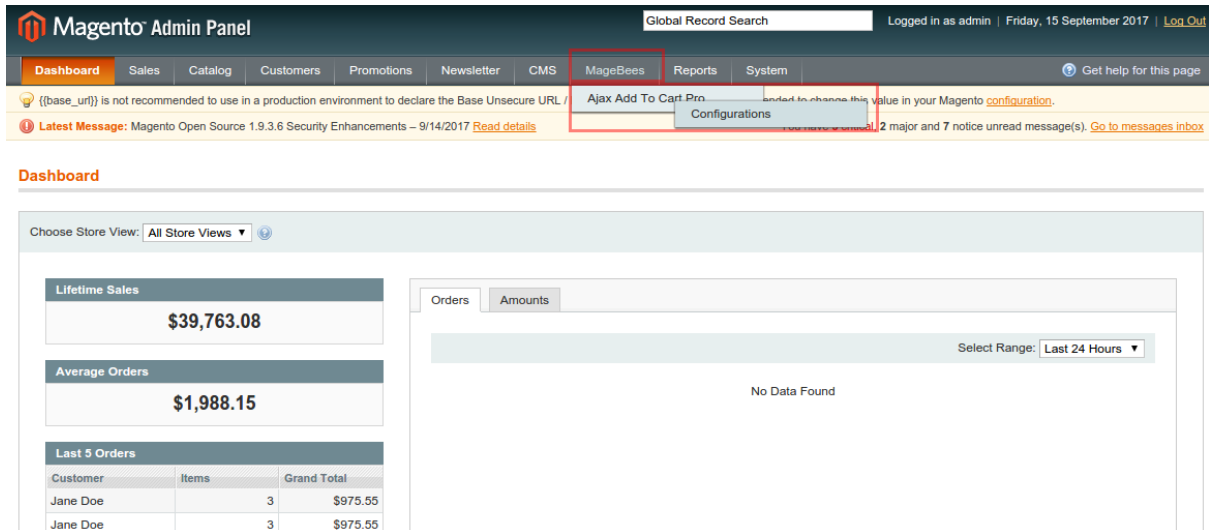 Magento Admin Panel
Global Record Search
Logged in as admin | Friday, 15 September 2017 | Log Out
Dashboard Sales Catalog Customers Promotions Newsletter CMS MageBees Reports System Get help for this page
{{base_url}} is not recommended to use in a production environment to declare the Base Unsecure URL / ended to change this value in your Magento configuration.
Ajax Add To Cart Pro
Configurations
Latest Message: Magento Open Source 1.9.3.6 Security Enhancements – 9/14/2017 Read details 2 major and 7 notice unread message(s). Go to messages inbox
Dashboard
Choose Store View: All Store Views
Lifetime Sales
$39,763.08
Average Orders
$1,988.15
Last 5 Orders
Customer Items Grand Total
Jane Doe 3 $975.55
Jane Doe 3 $975.55
Orders Amounts
Select Range: Last 24 Hours
No Data Found